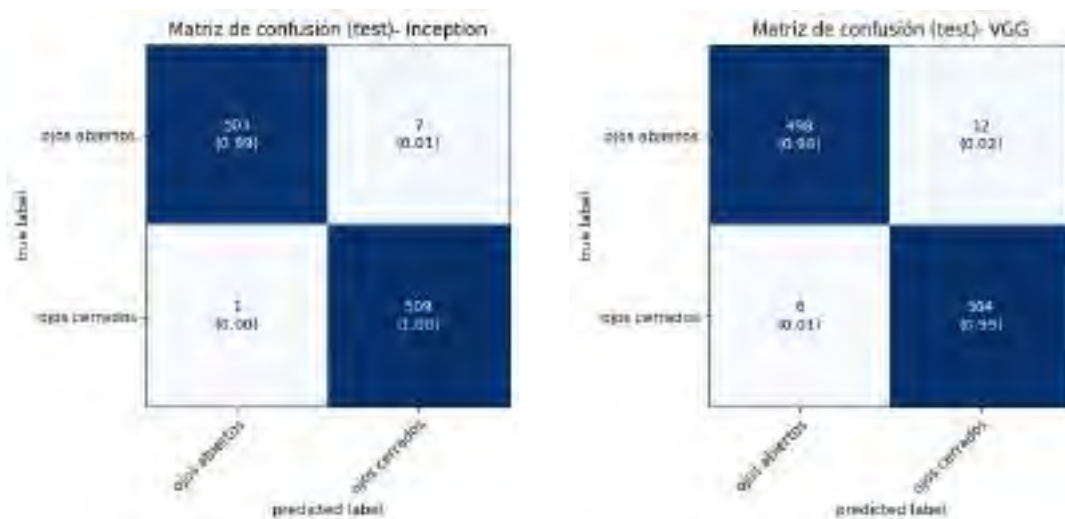 Matriz de confusión (test)- Inception
ojos abiertos
503
(0.99)
7
(0.01)
true label
ojos cerrados
1
(0.00)
509
(1.00)
ojos abiertos
ojos cerrados
predicted label
Matriz de confusión (test)- VGG
ojos abiertos
498
(0.98)
12
(0.02)
true label
ojos cerrados
6
(0.01)
504
(0.99)
ojos abiertos
ojos cerrados
predicted label